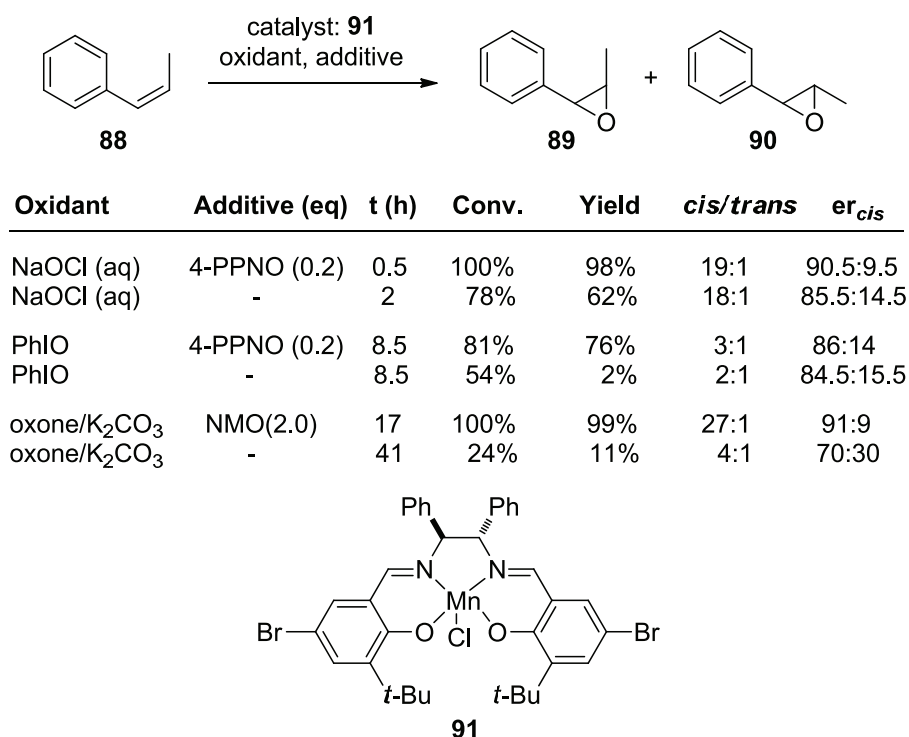 catalyst: 91
oxidant, additive
+
O
O
88
89
90
Oxidant Additive (eq) t (h) Conv. Yield cis/trans er_cis
NaOCl (aq) 4-PPNO (0.2) 0.5 100% 98% 19:1 90.5:9.5
NaOCl (aq) - 2 78% 62% 18:1 85.5:14.5
PhIO 4-PPNO (0.2) 8.5 81% 76% 3:1 86:14
PhIO - 8.5 54% 2% 2:1 84.5:15.5
oxone/K₂CO₃ NMO(2.0) 17 100% 99% 27:1 91:9
oxone/K₂CO₃ - 41 24% 11% 4:1 70:30
Ph Ph
N N
Mn
Br O Cl O Br
t-Bu t-Bu
91